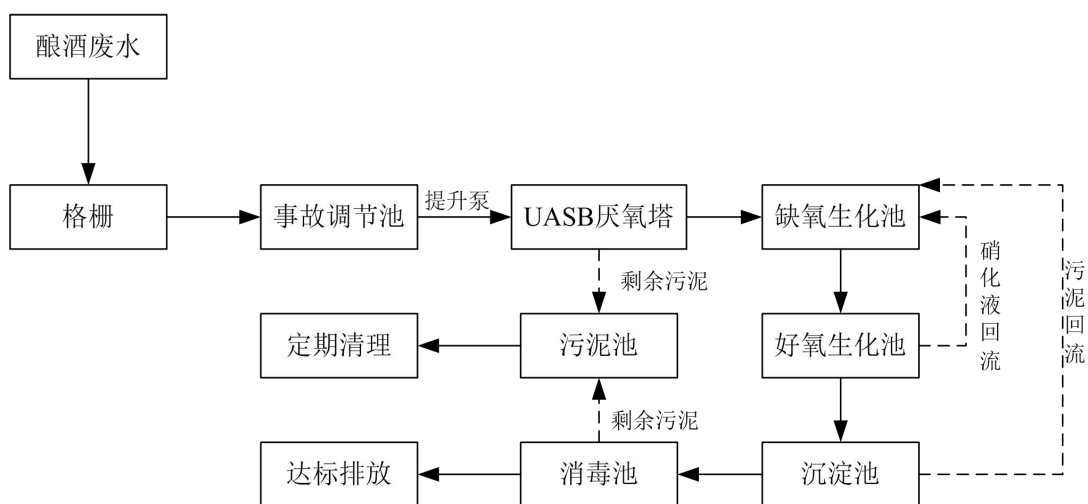 酿酒废水
格栅
事故调节池
提升泵
UASB厌氧塔
缺氧生化池
剩余污泥
硝化液回流
污泥回流
定期清理
污泥池
好氧生化池
剩余污泥
达标排放
消毒池
沉淀池